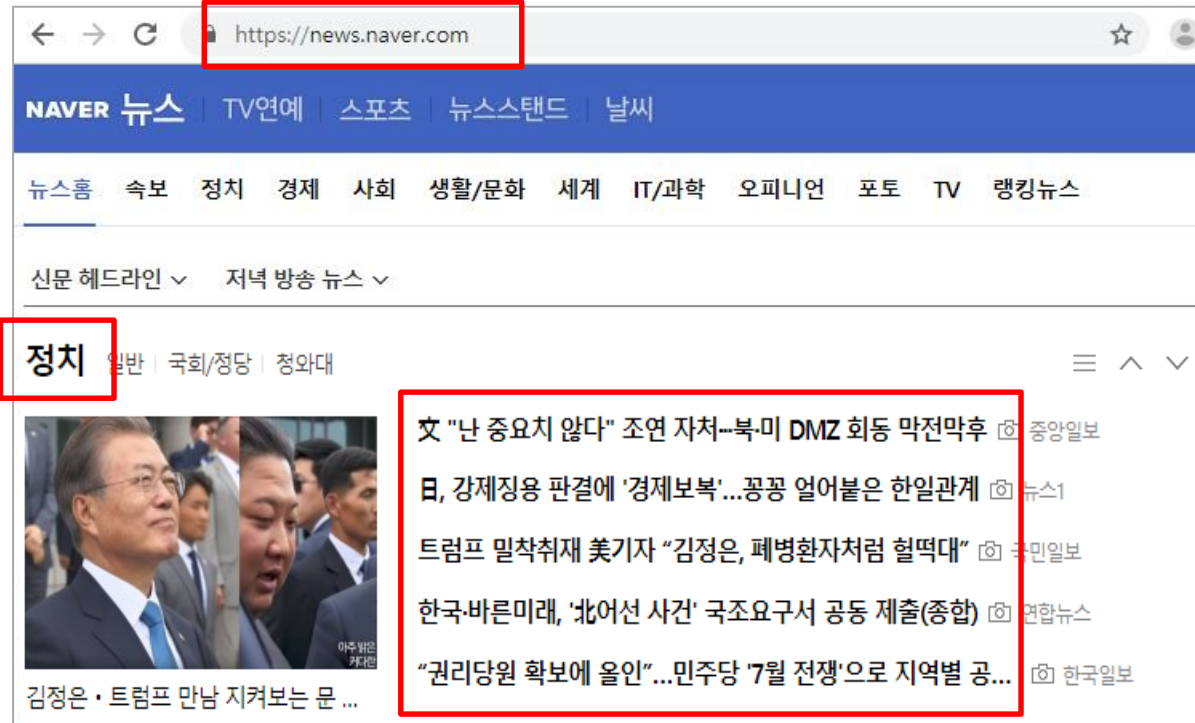 https://news.naver.com
NAVER 뉴스 TV연예 스포츠 뉴스스탠드 날씨
뉴스홈 속보 정치 경제 사회 생활/문화 세계 IT/과학 오피니언 포토 TV 랭킹뉴스
신문 헤드라인 저녁 방송 뉴스
정치 일반 국회/정당 청와대
文 "난 중요치 않다" 조연 자처…북·미 DMZ 회동 막전막후 중앙일보
日, 강제징용 판결에 '경제보복'...꽁꽁 얼어붙은 한일관계 뉴스1
트럼프 밀착취재 美기자 “김정은, 폐병환자처럼 헐떡대” 국민일보
한국·바른미래, '北어선 사건' 국조요구서 공동 제출(종합) 연합뉴스
“권리당원 확보에 올인”…민주당 '7월 전쟁'으로 지역별 공... 한국일보
아주 밝은
커다란
김정은·트럼프 만남 지켜보는 문 ...